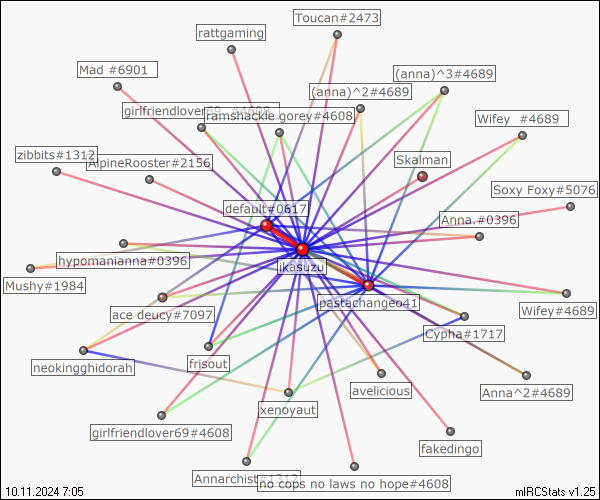 Toucan#2473
rattgaming
Mad #6901
(anna)^3#4689
(anna)^2#4689
girlfriendlover69 #4608
ramshackle gorey#4608
Wifey #4689
zibbits#1312
AlpineRooster#2156
Skalman
Soxy Foxy#5076
default#0617
Anna.#0396
hypomanianna#0396
ikasuzu
Mushy#1984
pastachangeo41
ace deucy#7097
Wifey#4689
Cypha#1717
neokingghidorah
frisout
avelicious
Anna^2#4689
xenoyaut
girlfriendlover69#4608
fakedingo
Annarchist#1312
no cops no laws no hope#4608
10.11.2024 7:05
mIRCStats v1.25